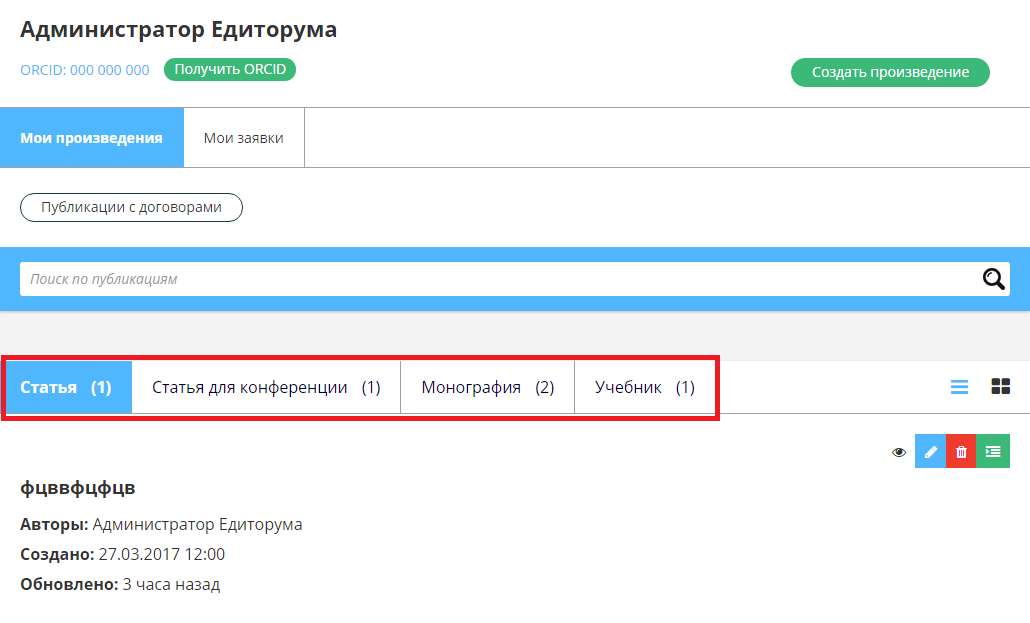 Администратор Едиторума
ORCID: 000 000 000 Получить ORCID
Создать произведение
Мои произведения Мои заявки
Публикации с договорами
Поиск по публикациям
Статья (1) Статья для конференции (1) Монография (2) Учебник (1)
фцввфцфцв
Авторы: Администратор Едиторума
Создано: 27.03.2017 12:00
Обновлено: 3 часа назад